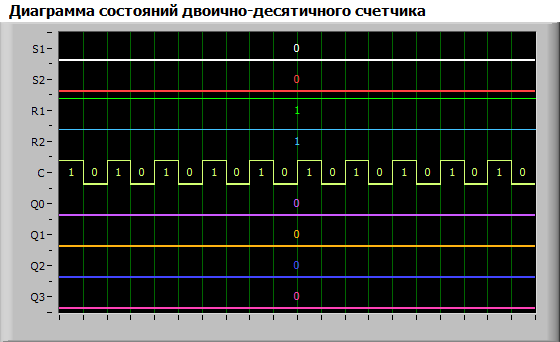 Диаграмма состояний двоично-десятичного счетчика
S1 0
S2 0
R1 1
R2 1
C 1 0 1 0 1 0 1 0 1 0 1 0 1 0 1 0 1 0 1 0
Q0 0
Q1 0
Q2 0
Q3 0